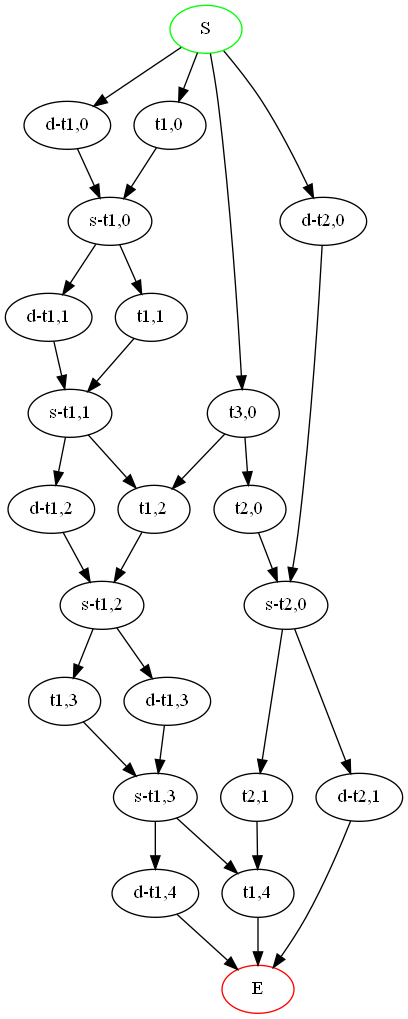 S
d-t1,0
t1,0
s-t1,0
d-t2,0
d-t1,1
t1,1
s-t1,1
t3,0
d-t1,2
t1,2
t2,0
s-t1,2
s-t2,0
t1,3
d-t1,3
s-t1,3
t2,1
d-t2,1
d-t1,4
t1,4
E